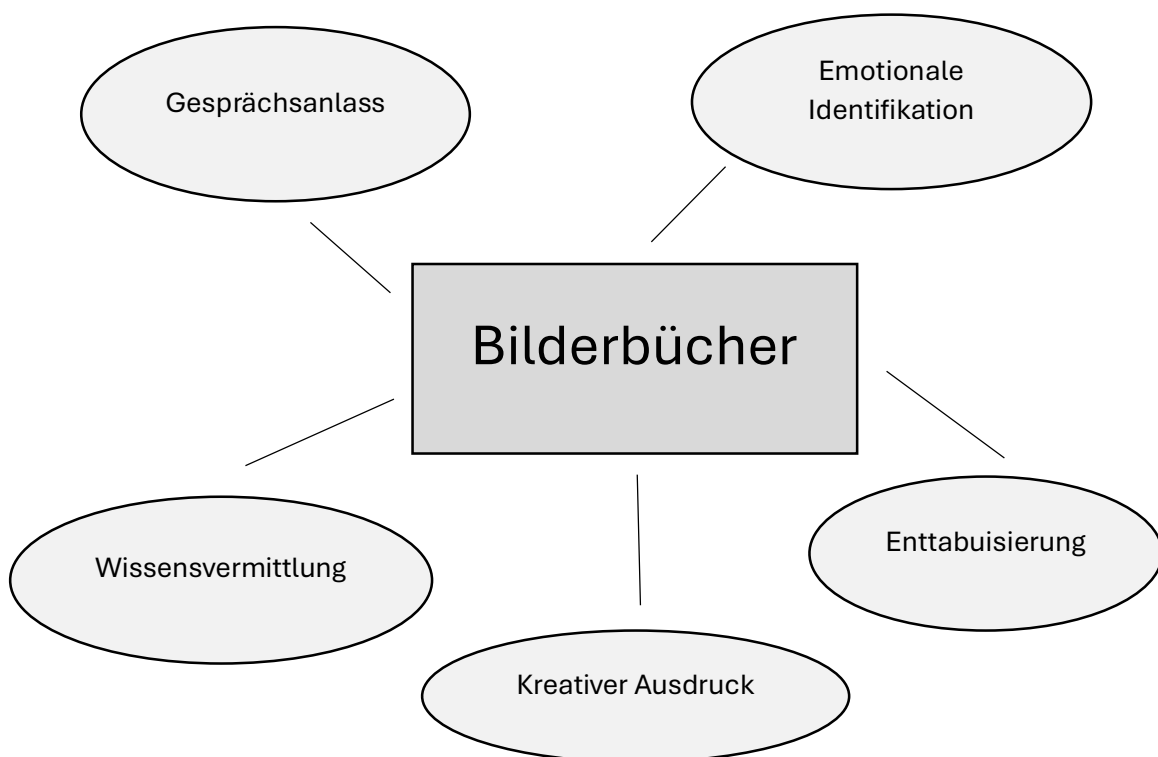 Gesprächsanlass
Emotionale
Identifikation
Bilderbücher
Wissensvermittlung
Enttabuisierung
Kreativer Ausdruck